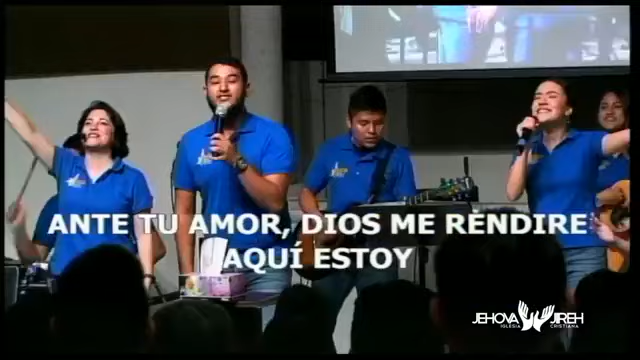 ANTE TU AMOR, DIOS ME RENDIRE
AQUÍ ESTOY
JEHOVA JIREH
IGLESIA CRISTIANA